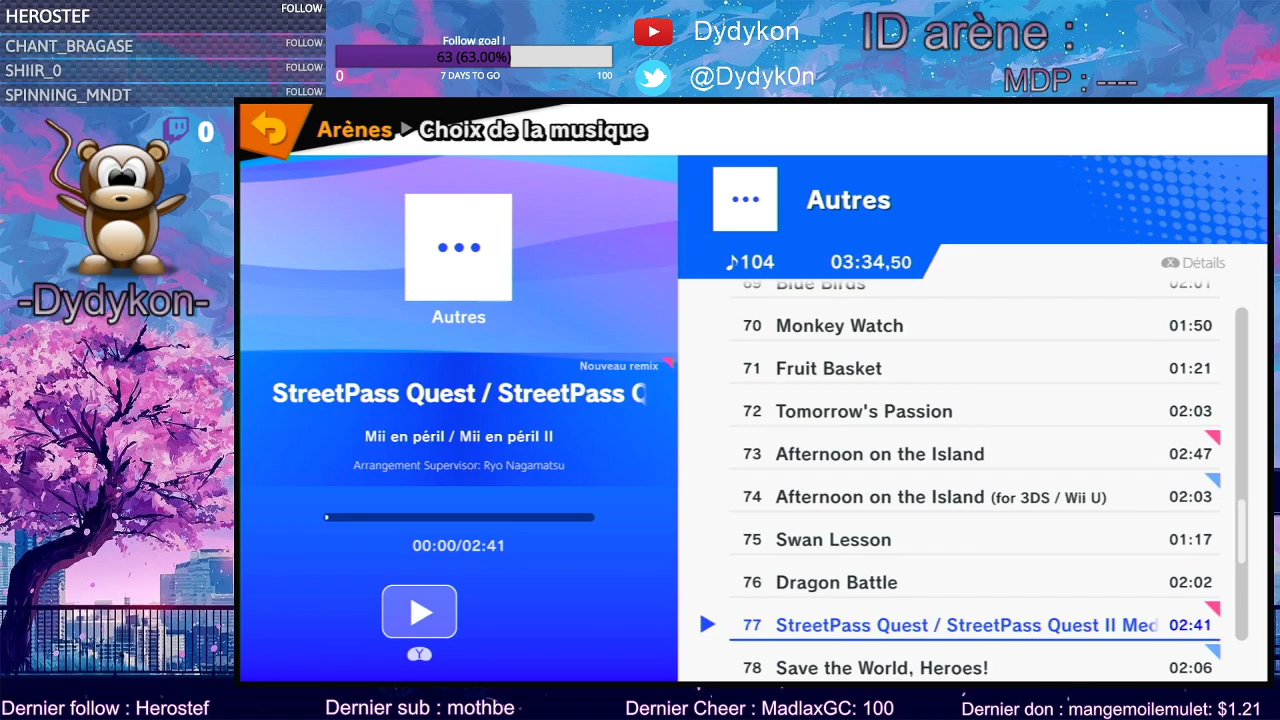 HEROSTEF FOLLOW
CHANT_BRAGASE FOLLOW
SHIIR_0 FOLLOW
SPINNING_MNDT FOLLOW
Follow goal !
63 (63.00%)
0 7 DAYS TO GO 100
Dydykon
@Dydyk0n
ID arène :
MDP : ----
0
-Dydykon-
Arènes ▶ Choix de la musique
Autres
Nouveau remix
StreetPass Quest / StreetPass Q
Mii en péril / Mii en péril II
Arrangement Supervisor: Ryo Nagamatsu
00:00/02:41
Y
Autres
♪104 03:34,50
X Détails
69 Blue Birds 02:01
70 Monkey Watch 01:50
71 Fruit Basket 01:21
72 Tomorrow's Passion 02:03
73 Afternoon on the Island 02:47
74 Afternoon on the Island (for 3DS / Wii U) 02:03
75 Swan Lesson 01:17
76 Dragon Battle 02:02
77 StreetPass Quest / StreetPass Quest II Med 02:41
78 Save the World, Heroes! 02:06
Dernier follow : Herostef
Dernier sub : mothbe
Dernier Cheer : MadlaxGC: 100
Dernier don : mangemoilemulet: $1.21